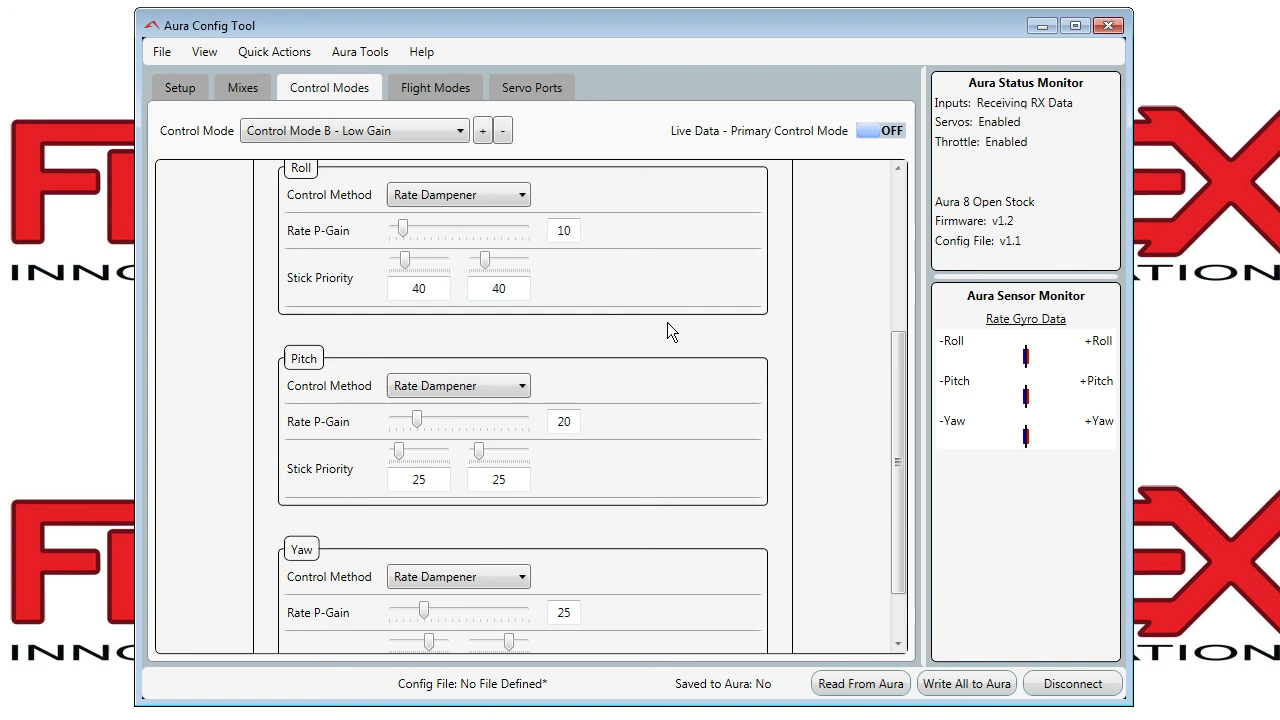 Aura Config Tool
File View Quick Actions Aura Tools Help
Setup Mixes Control Modes Flight Modes Servo Ports
Control Mode Control Mode B - Low Gain + - Live Data - Primary Control Mode OFF
Roll
Control Method Rate Dampener
Rate P-Gain 10
Stick Priority 40 40
Pitch
Control Method Rate Dampener
Rate P-Gain 20
Stick Priority 25 25
Yaw
Control Method Rate Dampener
Rate P-Gain 25
Aura Status Monitor
Inputs: Receiving RX Data
Servos: Enabled
Throttle: Enabled
Aura 8 Open Stock
Firmware: v1.2
Config File: v1.1
Aura Sensor Monitor
Rate Gyro Data
-Roll +Roll
-Pitch +Pitch
-Yaw +Yaw
Config File: No File Defined* Saved to Aura: No Read From Aura Write All to Aura Disconnect